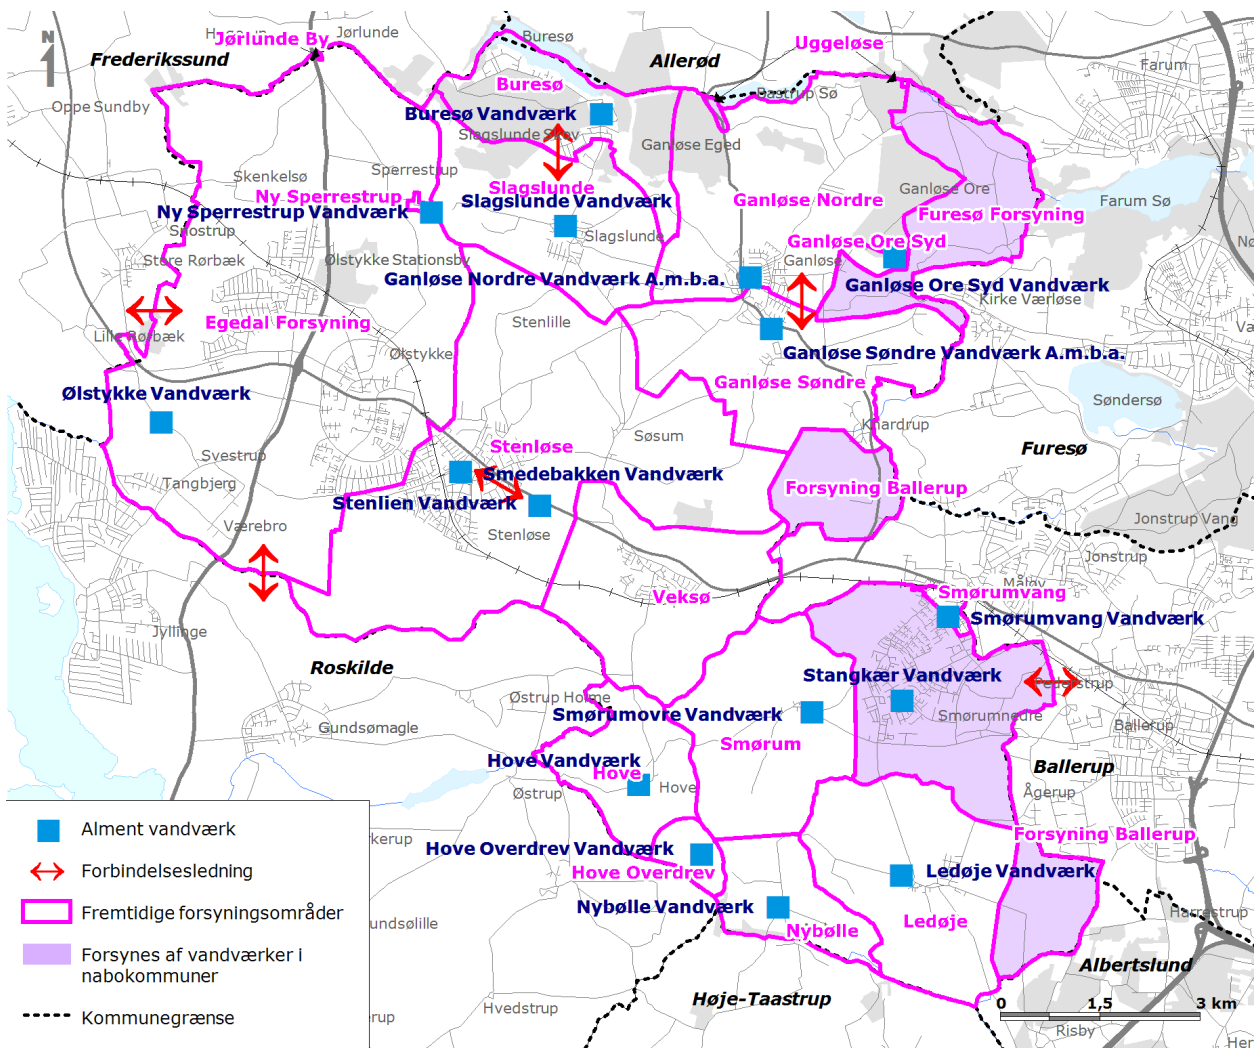 N
Frederikssund
Jørlunde By
Jørlunde
Buresø
Allerød
Uggeløse
Farum
Oppe Sundby
Buresø
Bastrup Sø
Buresø Vandværk
Slagslunde Skov
Ganløse Eged
Skenkelsø
Sperrestrup
Ny Sperrestrup
Slagslunde
Ganløse Nordre
Ganløse Ore
Farum Sø
Ny Sperrestrup Vandværk
Slagslunde Vandværk
Furesø Forsyning
Snostrup
Slagslunde
Ganløse Ore Syd
Store Rørbæk
Ølstykke Stationsby
Ganløse
Ganløse Nordre Vandværk A.m.b.a.
Ganløse Ore Syd Vandværk
Kirke Værløse
Egedal Forsyning
Stenlille
Lille Rørbæk
Ølstykke
Ganløse Søndre Vandværk A.m.b.a.
Ganløse Søndre
Ølstykke Vandværk
Søndersø
Knardrup
Søsum
Stenløse
Furesø
Svestrup
Smedebakken Vandværk
Tangbjerg
Forsyning Ballerup
Stenlien Vandværk
Værebro
Stenløse
Jonstrup Vang
Jonstrup
Måløv
Veksø
Smørumvang
Smørumvang Vandværk
Jyllinge
Roskilde
Stangkær Vandværk
Pederstrup
Østrup Holme
Smørumovre Vandværk
Smørumnedre
Gundsømagle
Ballerup
Smørum
Hove Vandværk
Hove
Hove
Ballerup
Østrup
Ågerup
Alment vandværk
Forsyning Ballerup
Hove Overdrev Vandværk
Forbindelsesledning
Hove Overdrev
Ledøje Vandværk
Fremtidige forsyningsområder
Nybølle Vandværk
Ledøje
Harrestrup
Nybølle
Forsynes af vandværker i
nabokommuner
Albertslund
Høje-Taastrup
Hvedstrup
0 1,5 3 km
Kommunegrænse
Risby